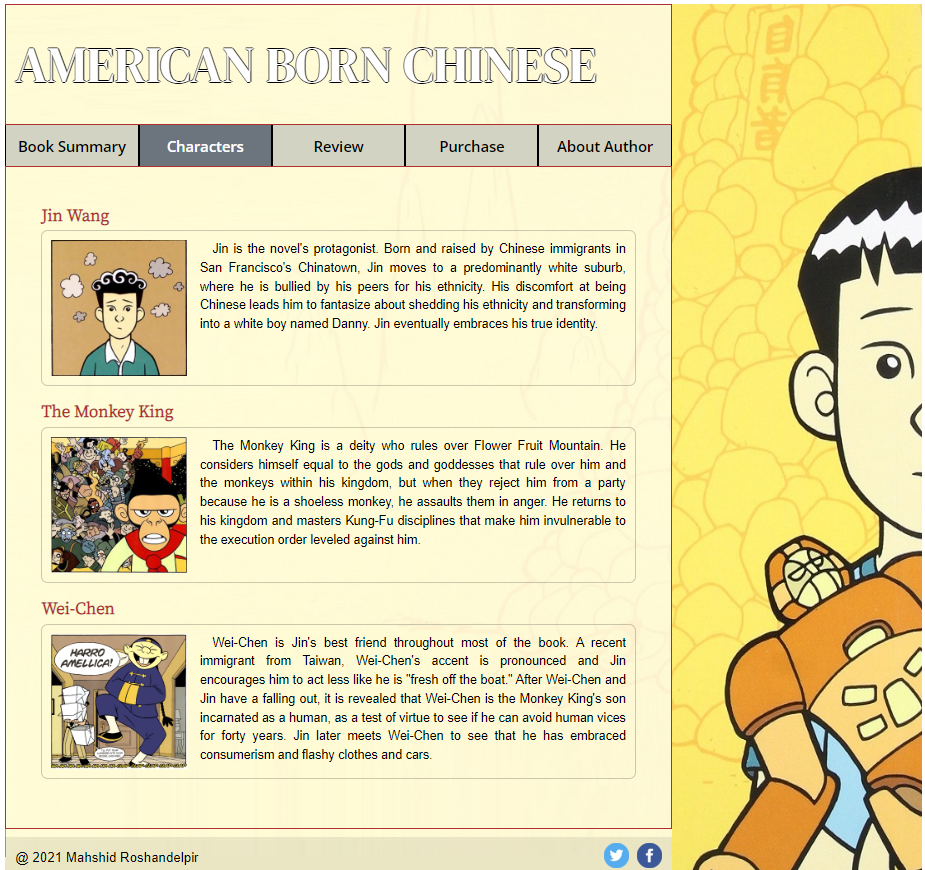 AMERICAN BORN CHINESE
Book Summary
Characters
Review
Purchase
About Author
Jin Wang
Jin is the novel's protagonist. Born and raised by Chinese immigrants in
San Francisco's Chinatown, Jin moves to a predominantly white suburb,
where he is bullied by his peers for his ethnicity. His discomfort at being
Chinese leads him to fantasize about shedding his ethnicity and transforming
into a white boy named Danny. Jin eventually embraces his true identity.
The Monkey King
The Monkey King is a deity who rules over Flower Fruit Mountain. He
considers himself equal to the gods and goddesses that rule over him and
the monkeys within his kingdom, but when they reject him from a party
because he is a shoeless monkey, he assaults them in anger. He returns to
his kingdom and masters Kung-Fu disciplines that make him invulnerable to
the execution order leveled against him.
Wei-Chen
HARRO
AMELLICA!
Wei-Chen is Jin's best friend throughout most of the book. A recent
immigrant from Taiwan, Wei-Chen's accent is pronounced and Jin
encourages him to act less like he is "fresh off the boat." After Wei-Chen and
Jin have a falling out, it is revealed that Wei-Chen is the Monkey King's son
incarnated as a human, as a test of virtue to see if he can avoid human vices
for forty years. Jin later meets Wei-Chen to see that he has embraced
consumerism and flashy clothes and cars.
@ 2021 Mahshid Roshandelpir